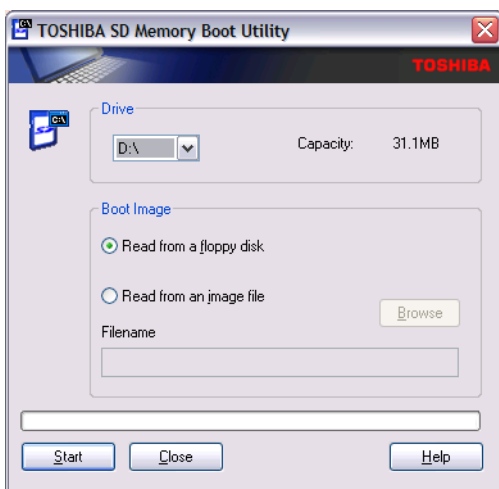 TOSHIBA SD Memory Boot Utility
TOSHIBA
C:\
Drive
D:\ Capacity: 31.1MB
Boot Image
Read from a floppy disk
Read from an image file
Browse
Filename
Start Close Help